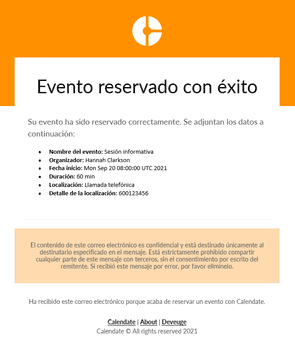 Evento reservado con éxito
Su evento ha sido reservado correctamente. Se adjuntan los datos a
continuación:
• Nombre del evento: Sesión informativa
• Organizador: Hannah Clarkson
• Fecha inicio: Mon Sep 20 08:00:00 UTC 2021
• Duración: 60 min
• Localización: Llamada telefónica
• Detalle de la localización: 600123456
El contenido de este correo electrónico es confidencial y está destinado únicamente al
destinatario especificado en el mensaje. Está estrictamente prohibido compartir
cualquier parte de este mensaje con terceros, sin el consentimiento por escrito del
remitente. Si recibió este mensaje por error, por favor elimínelo.
Ha recibido este correo electrónico porque acaba de reservar un evento con Calendate.
Calendate | About | Deveuge
Calendate © All rights reserved 2021